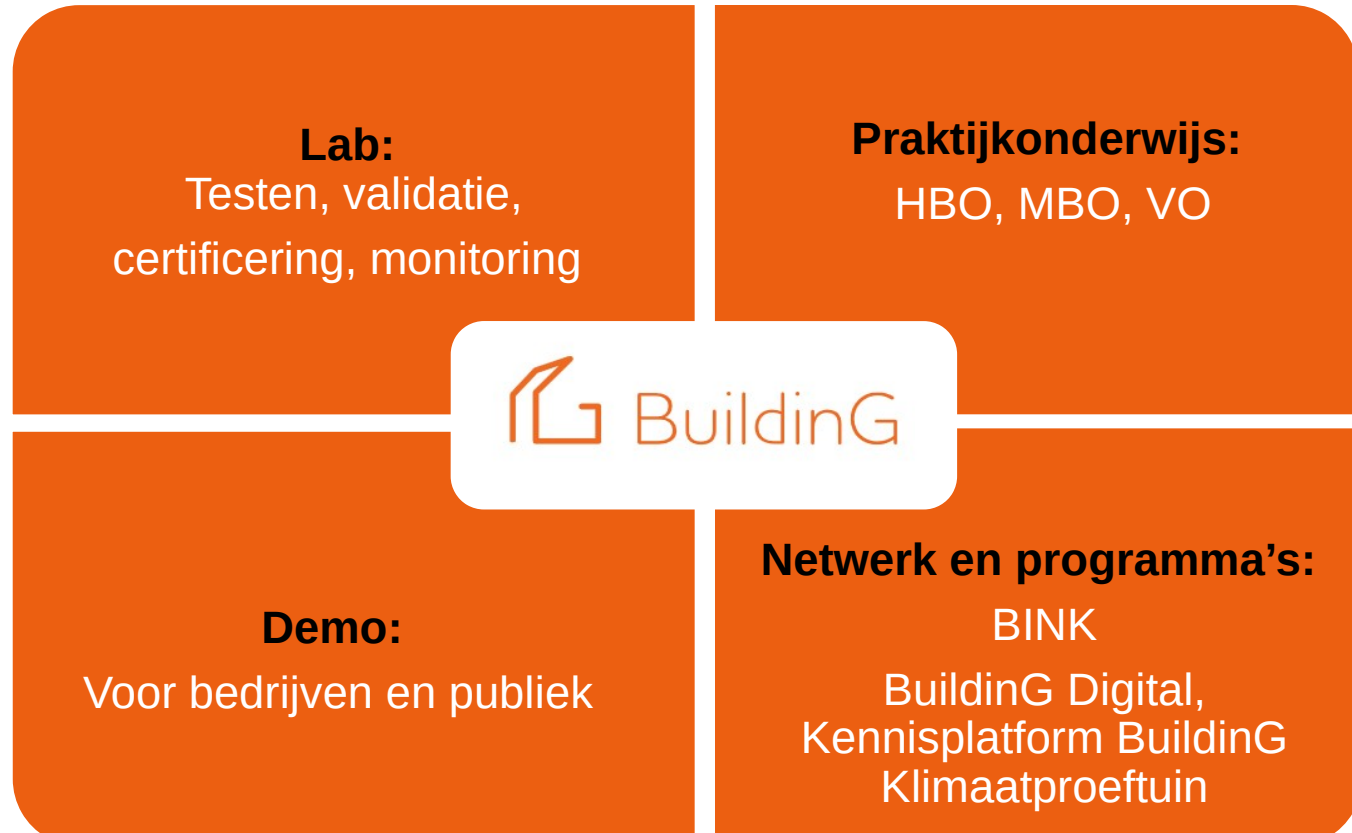 Lab:
Testen, validatie,
certificering, monitoring
Praktijkonderwijs:
HBO, MBO, VO
BuildinG
Demo:
Voor bedrijven en publiek
Netwerk en programma’s:
BINK
BuildinG Digital,
Kennisplatform BuildinG
Klimaatproeftuin